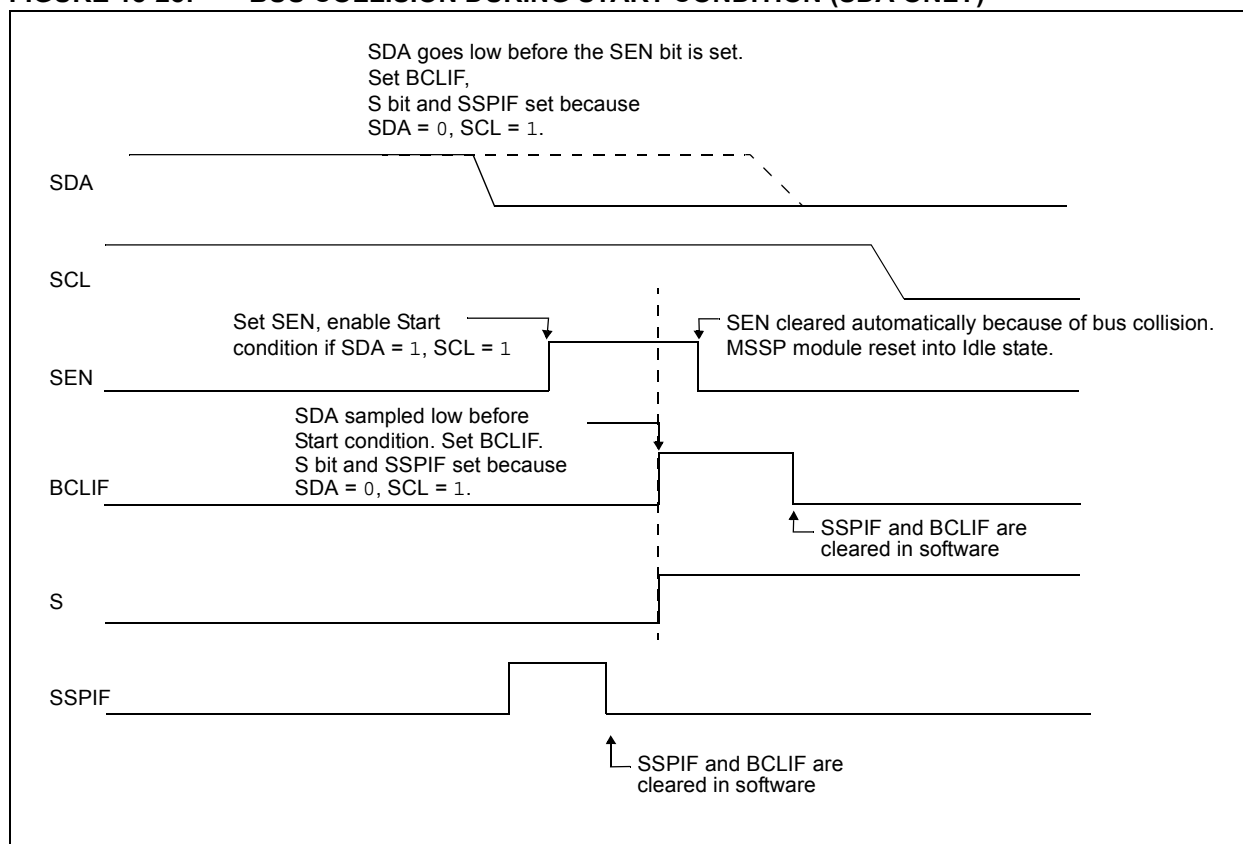 SDA goes low before the SEN bit is set.
Set BCLIF,
S bit and SSPIF set because
SDA = 0, SCL = 1.
SDA
SCL
Set SEN, enable Start
condition if SDA = 1, SCL = 1
SEN cleared automatically because of bus collision.
MSSP module reset into Idle state.
SEN
SDA sampled low before
Start condition. Set BCLIF.
S bit and SSPIF set because
SDA = 0, SCL = 1.
BCLIF
SSPIF and BCLIF are
cleared in software
S
SSPIF
SSPIF and BCLIF are
cleared in software